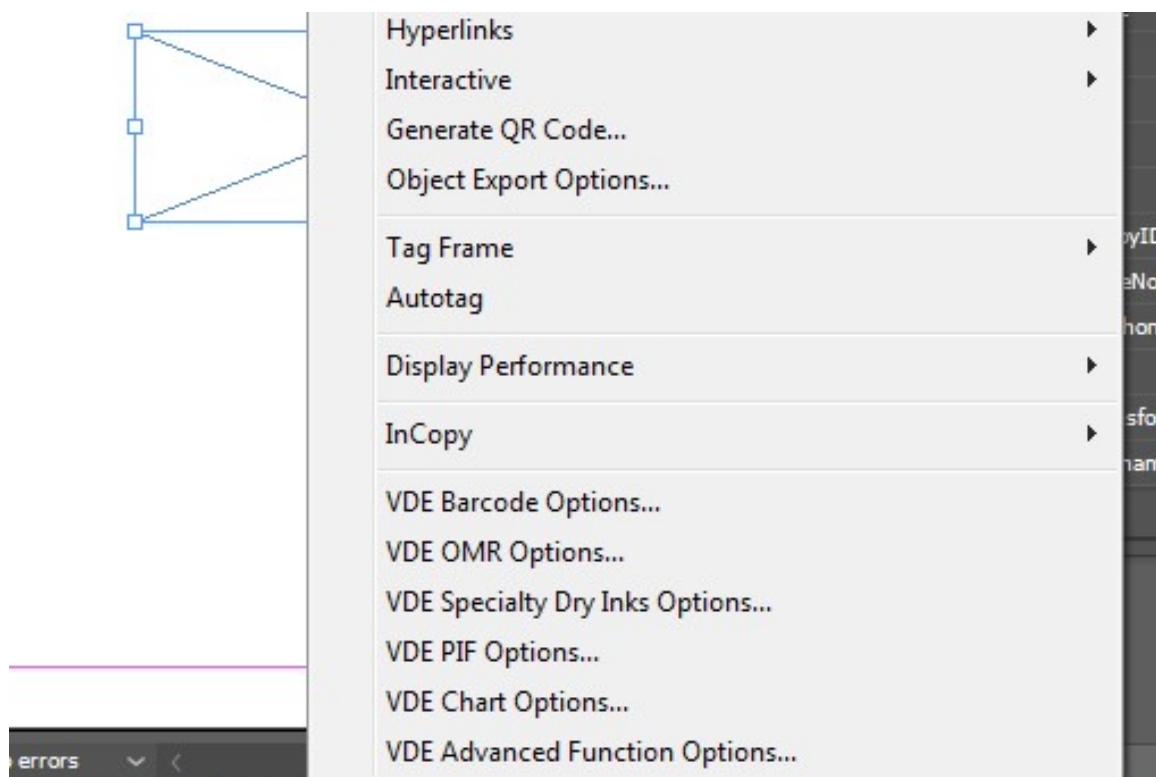 Hyperlinks
Interactive
Generate QR Code...
Object Export Options...
Tag Frame
Autotag
Display Performance
InCopy
VDE Barcode Options...
VDE OMR Options...
VDE Specialty Dry Inks Options...
VDE PIF Options...
VDE Chart Options...
VDE Advanced Function Options...
errors